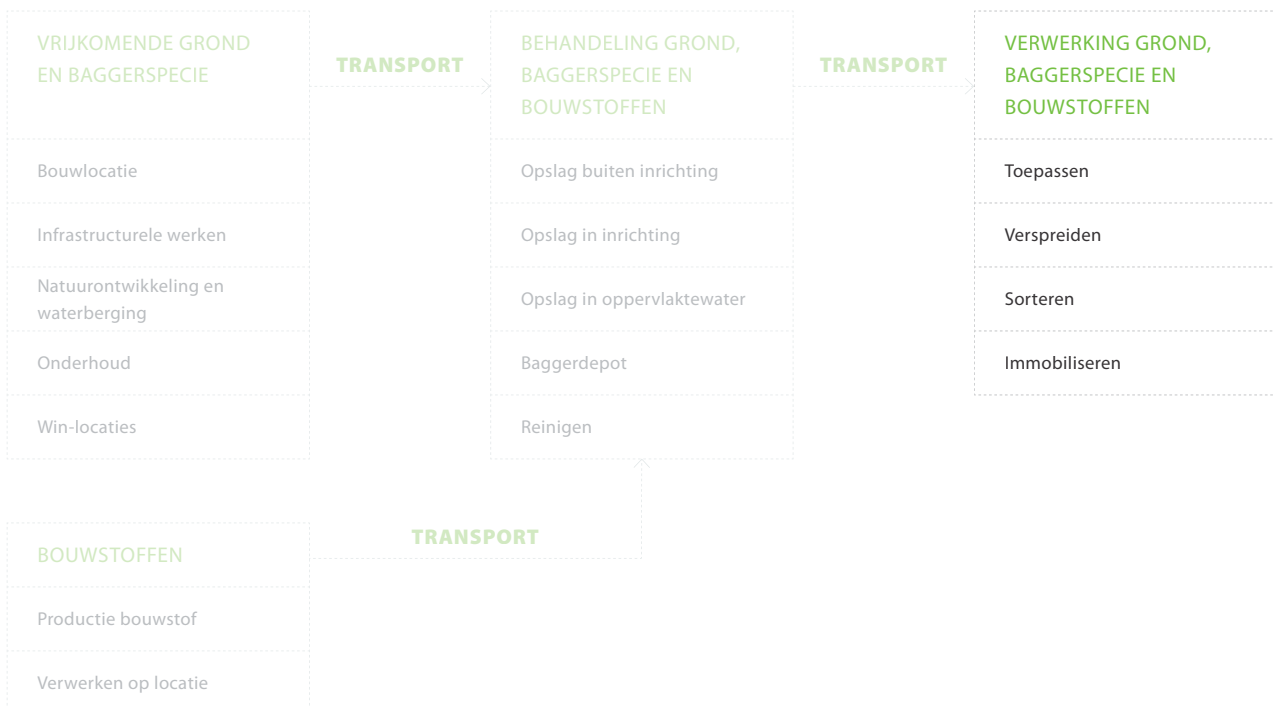 VRIJKOMENDE GROND
EN BAGGERSPECIE
Bouwlocatie
Infrastructurele werken
Natuurontwikkeling en
waterberging
Onderhoud
Win-locaties
TRANSPORT
BEHANDELING GROND,
BAGGERSPECIE EN
BOUWSTOFFEN
Opslag buiten inrichting
Opslag in inrichting
Opslag in oppervlaktewater
Baggerdepot
Reinigen
TRANSPORT
VERWERKING GROND,
BAGGERSPECIE EN
BOUWSTOFFEN
Toepassen
Verspreiden
Sorteren
Immobiliseren
BOUWSTOFFEN
Productie bouwstof
Verwerken op locatie
TRANSPORT